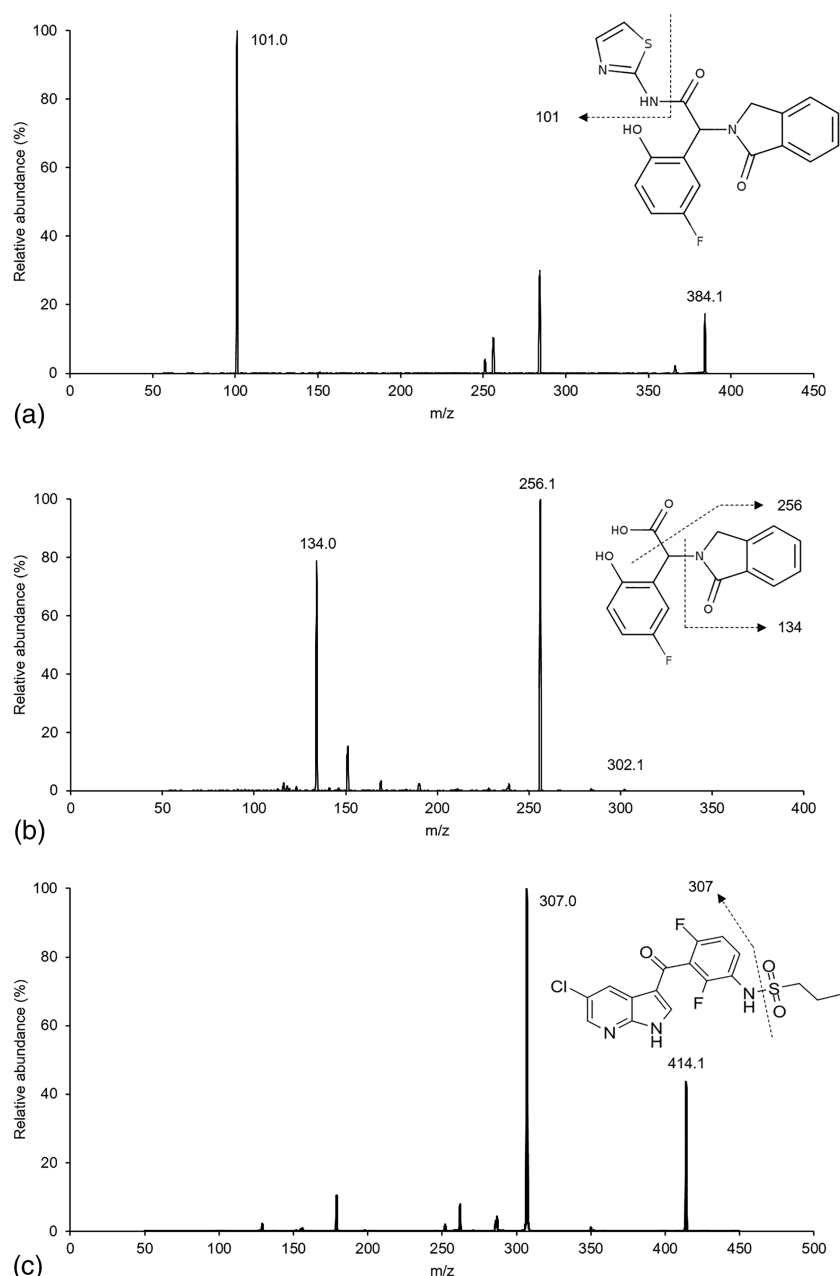 100
80
60
40
20
0
Relative abundance (%)
101.0
384.1
0 50 100 150 200 250 300 350 400 450
m/z
(a)
101
S
N
HN
O
HO
N
O
F
100
80
60
40
20
0
Relative abundance (%)
134.0
256.1
302.1
0 50 100 150 200 250 300 350 400
m/z
(b)
256
134
O
HO
HO
N
O
F
100
80
60
40
20
0
Relative abundance (%)
307.0
414.1
0 50 100 150 200 250 300 350 400 450 500
m/z
(c)
307
F
O
Cl
F
N
H
O
S
O
N
N
H